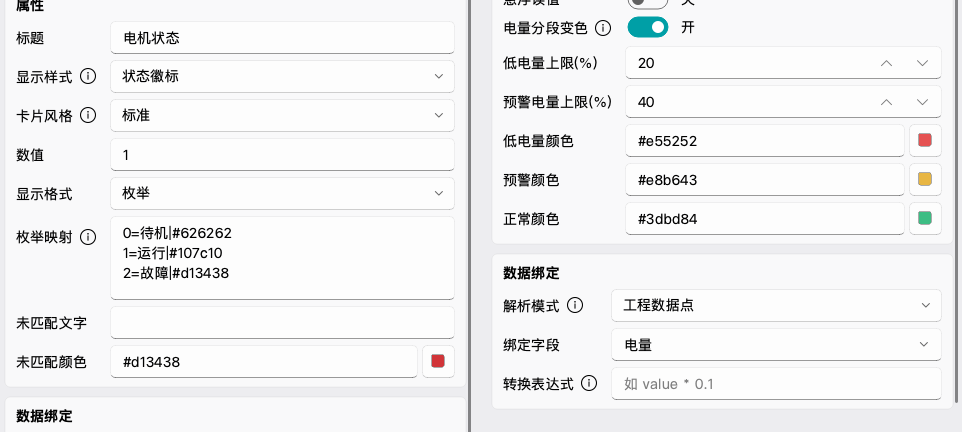 属性
标题
电机状态
显示样式
状态徽标
卡片风格
标准
数值
1
显示格式
枚举
枚举映射
0=待机|#626262
1=运行|#107c10
2=故障|#d13438
未匹配文字
未匹配颜色
#d13438
数据绑定
电量分段变色
开
低电量上限(%)
20
预警电量上限(%)
40
低电量颜色
#e55252
预警颜色
#e8b643
正常颜色
#3dbd84
数据绑定
解析模式
工程数据点
绑定字段
电量
转换表达式
如 value * 0.1